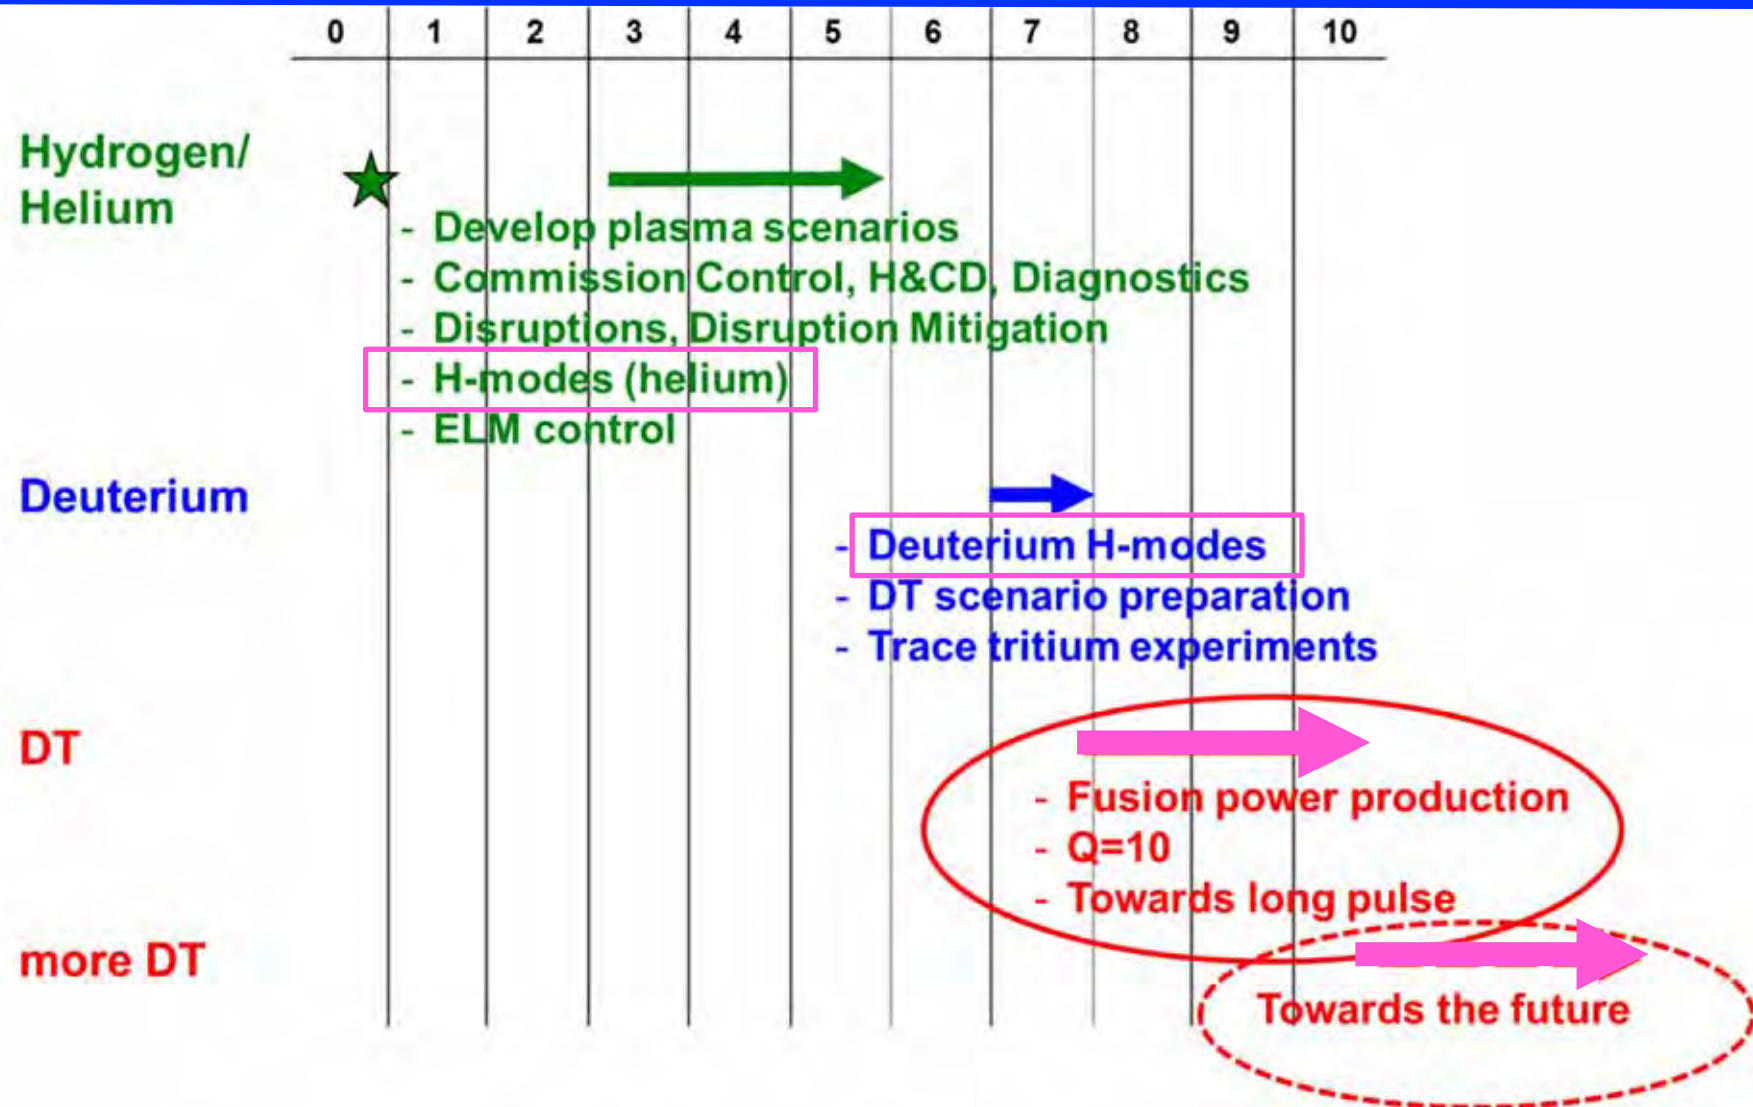 0 1 2 3 4 5 6 7 8 9 10
Hydrogen/
Helium
- Develop plasma scenarios
- Commission Control, H&CD, Diagnostics
- Disruptions, Disruption Mitigation
- H-modes (helium)
- ELM control
Deuterium
- Deuterium H-modes
- DT scenario preparation
- Trace tritium experiments
DT
- Fusion power production
- Q=10
- Towards long pulse
more DT
Towards the future